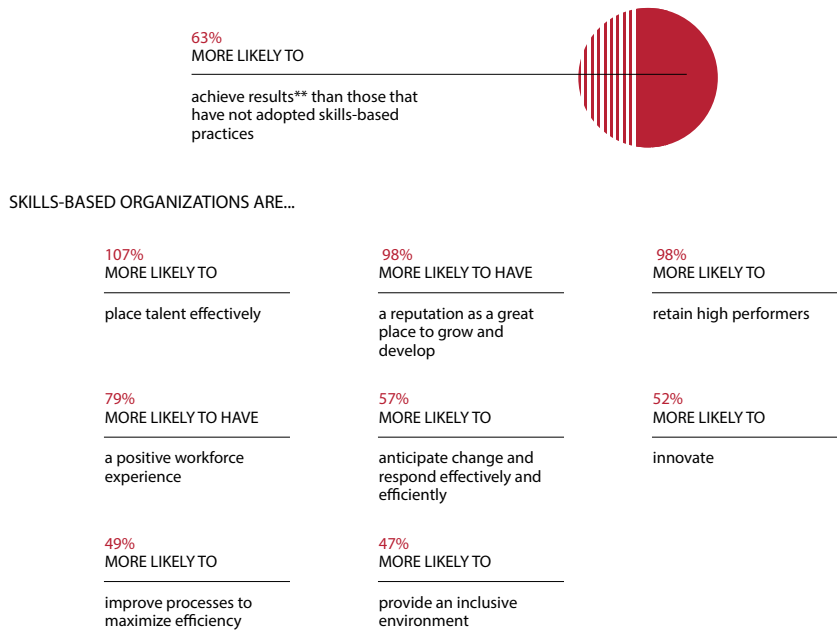 63%
MORE LIKELY TO
achieve results** than those that
have not adopted skills-based
practices
SKILLS-BASED ORGANIZATIONS ARE...
107%
MORE LIKELY TO
place talent effectively
98%
MORE LIKELY TO HAVE
a reputation as a great
place to grow and
develop
98%
MORE LIKELY TO
retain high performers
79%
MORE LIKELY TO HAVE
a positive workforce
experience
57%
MORE LIKELY TO
anticipate change and
respond effectively and
efficiently
52%
MORE LIKELY TO
innovate
49%
MORE LIKELY TO
improve processes to
maximize efficiency
47%
MORE LIKELY TO
provide an inclusive
environment